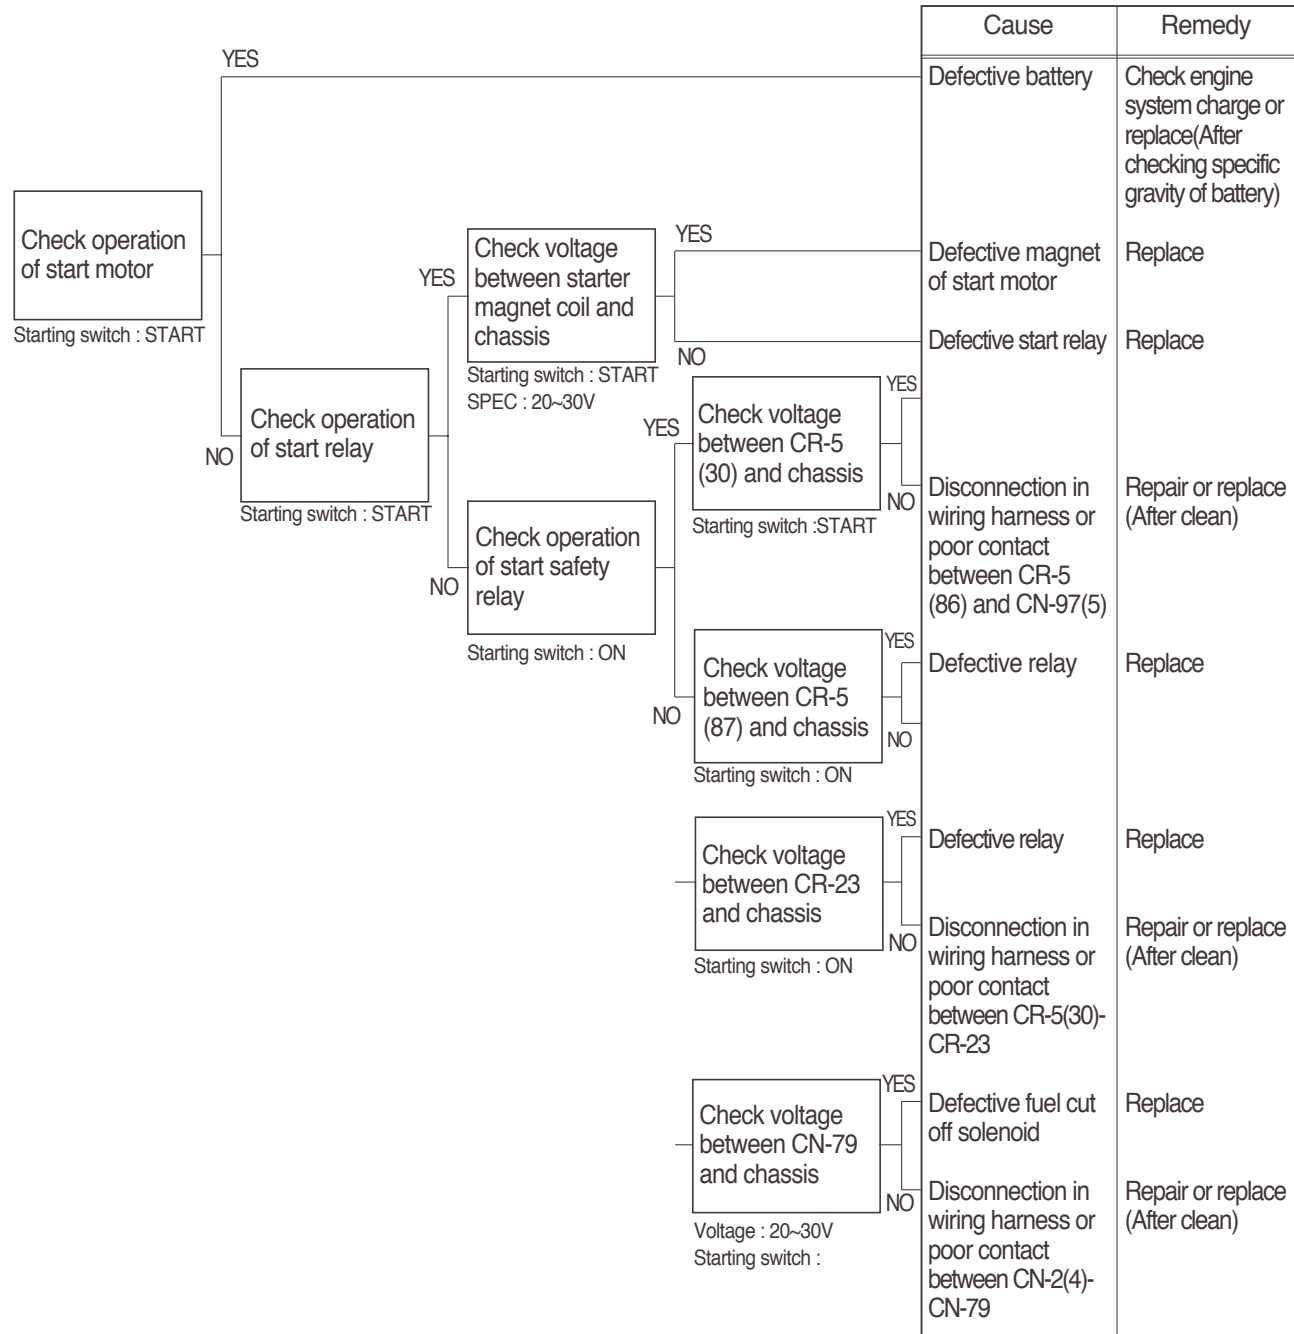 Cause
Remedy
YES
Defective battery
Check engine
system charge or
replace(After
checking specific
gravity of battery)
Check operation
of start motor
Starting switch : START
YES
Check voltage
between starter
magnet coil and
chassis
Starting switch : START
SPEC : 20~30V
YES
Defective magnet
of start motor
Replace
NO
Defective start relay
Replace
NO
Check operation
of start relay
Starting switch : START
YES
Check voltage
between CR-5
(30) and chassis
Starting switch :START
YES
NO
Disconnection in
wiring harness or
poor contact
between CR-5
(86) and CN-97(5)
Repair or replace
(After clean)
NO
Check operation
of start safety
relay
Starting switch : ON
NO
Check voltage
between CR-5
(87) and chassis
Starting switch : ON
YES
Defective relay
Replace
NO
Check voltage
between CR-23
and chassis
Starting switch : ON
YES
Defective relay
Replace
NO
Disconnection in
wiring harness or
poor contact
between CR-5(30)-
CR-23
Repair or replace
(After clean)
Check voltage
between CN-79
and chassis
Voltage : 20~30V
Starting switch :
YES
Defective fuel cut
off solenoid
Replace
NO
Disconnection in
wiring harness or
poor contact
between CN-2(4)-
CN-79
Repair or replace
(After clean)